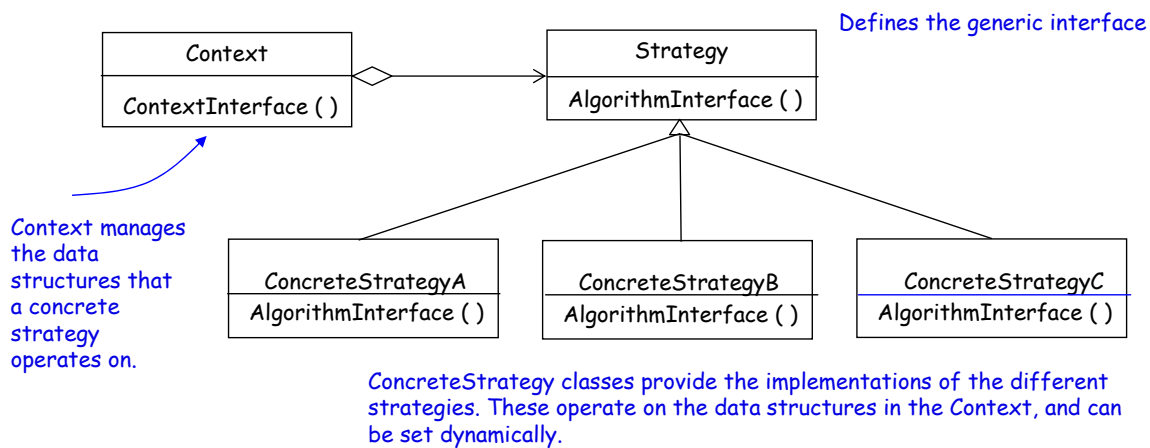 Defines the generic interface
Context
ContextInterface ( )
Strategy
AlgorithmInterface ( )
Context manages
the data
structures that
a concrete
strategy
operates on.
ConcreteStrategyA
AlgorithmInterface ( )
ConcreteStrategyB
AlgorithmInterface ( )
ConcreteStrategyC
AlgorithmInterface ( )
ConcreteStrategy classes provide the implementations of the different
strategies. These operate on the data structures in the Context, and can
be set dynamically.